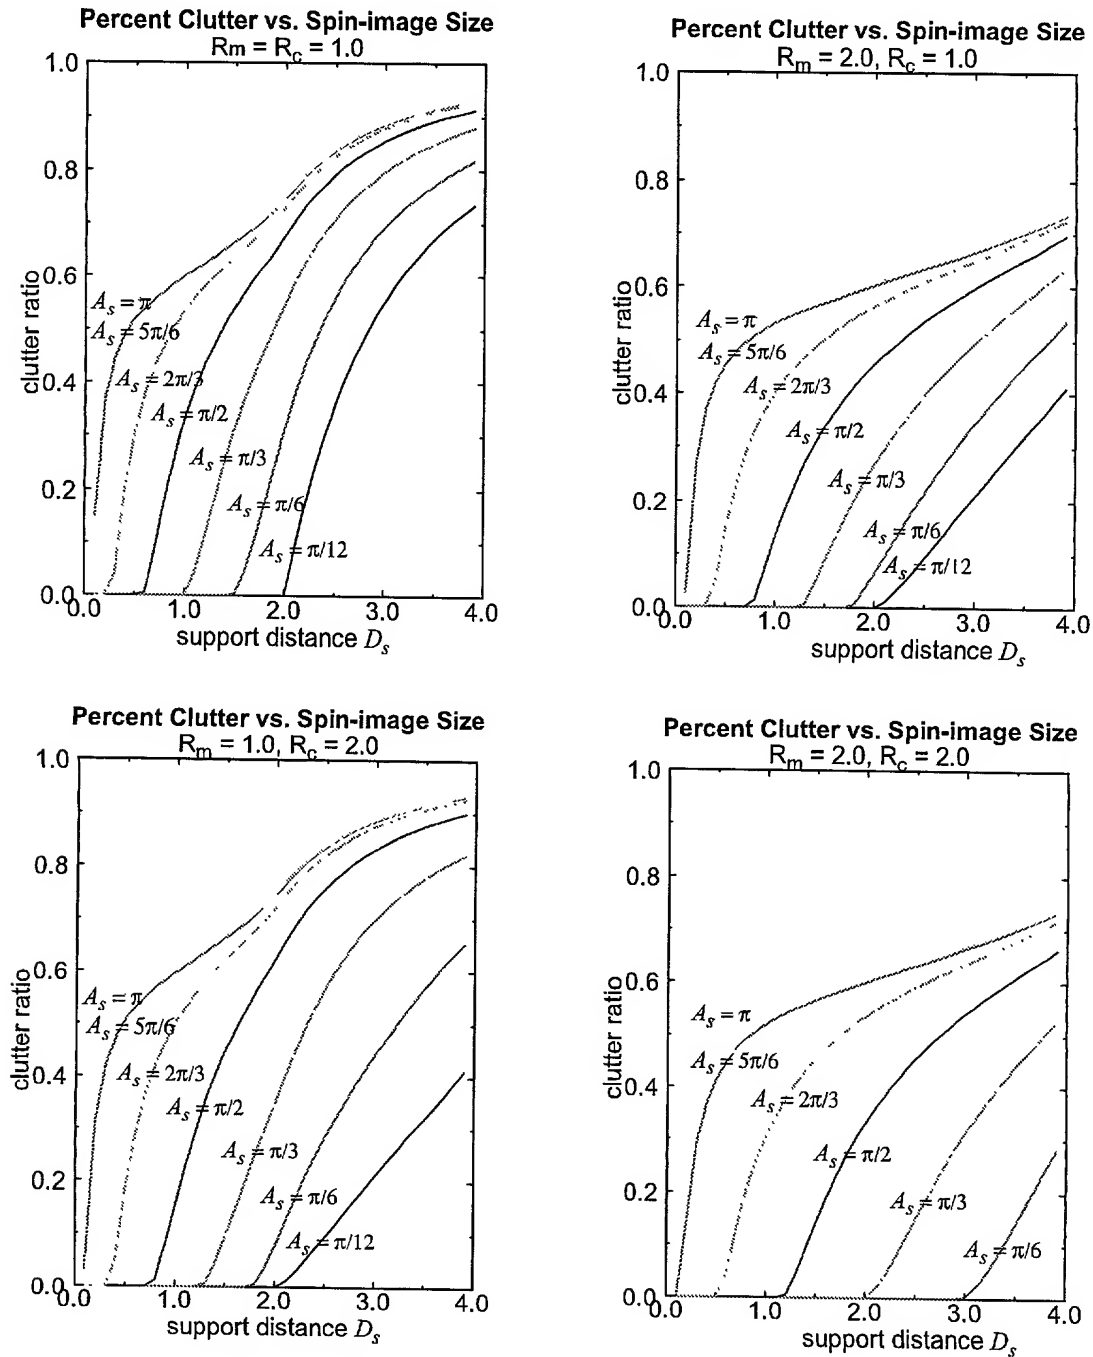 Percent Clutter vs. Spin-image Size
Rm = Rc = 1.0
1.0
0.8
0.6
0.4
0.2
0.0
clutter ratio
As = π
As = 5π/6
As = 2π/3
As = π/2
As = π/3
As = π/6
As = π/12
0.0 1.0 2.0 3.0 4.0
support distance Ds
Percent Clutter vs. Spin-image Size
Rm = 2.0, Rc = 1.0
1.0
0.8
0.6
0.4
0.2
0.0
clutter ratio
As = π
As = 5π/6
As = 2π/3
As = π/2
As = π/3
As = π/6
As = π/12
0.0 1.0 2.0 3.0 4.0
support distance Ds
Percent Clutter vs. Spin-image Size
Rm = 1.0, Rc = 2.0
1.0
0.8
0.6
0.4
0.2
0.0
clutter ratio
As = π
As = 5π/6
As = 2π/3
As = π/2
As = π/3
As = π/6
As = π/12
0.0 1.0 2.0 3.0 4.0
support distance Ds
Percent Clutter vs. Spin-image Size
Rm = 2.0, Rc = 2.0
1.0
0.8
0.6
0.4
0.2
0.0
clutter ratio
As = π
As = 5π/6
As = 2π/3
As = π/2
As = π/3
As = π/6
0.0 1.0 2.0 3.0 4.0
support distance Ds